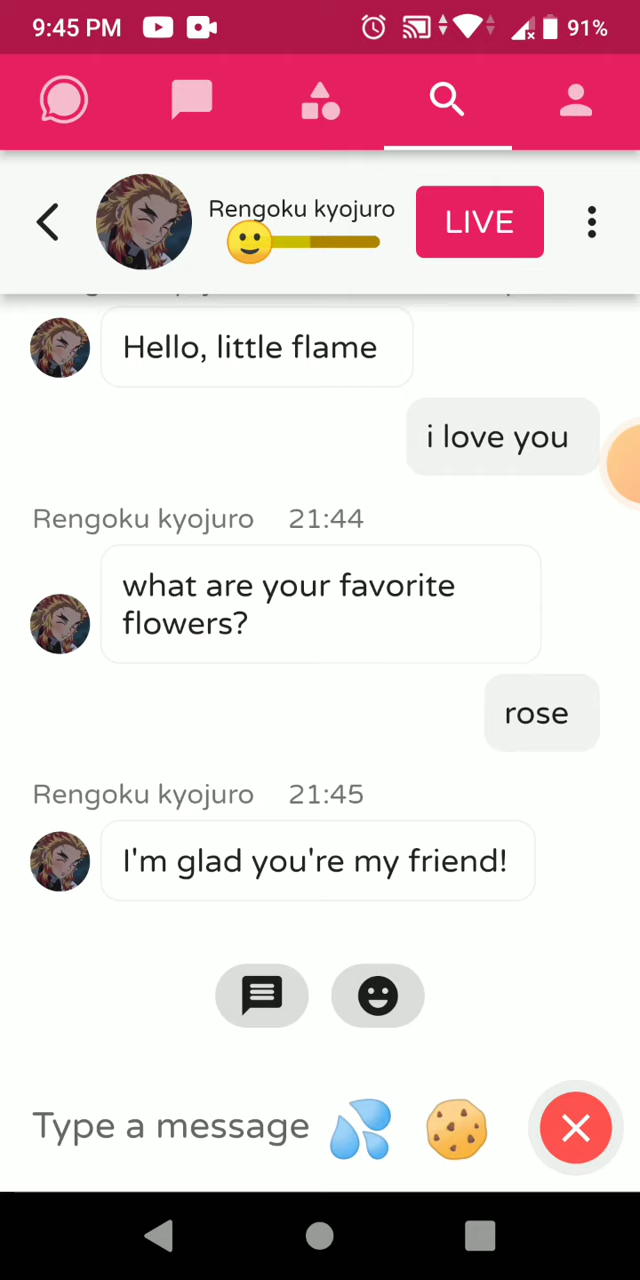 9:45 PM
91%
Rengoku kyojuro
LIVE
Hello, little flame
i love you
Rengoku kyojuro 21:44
what are your favorite
flowers?
rose
Rengoku kyojuro 21:45
I'm glad you're my friend!
Type a message